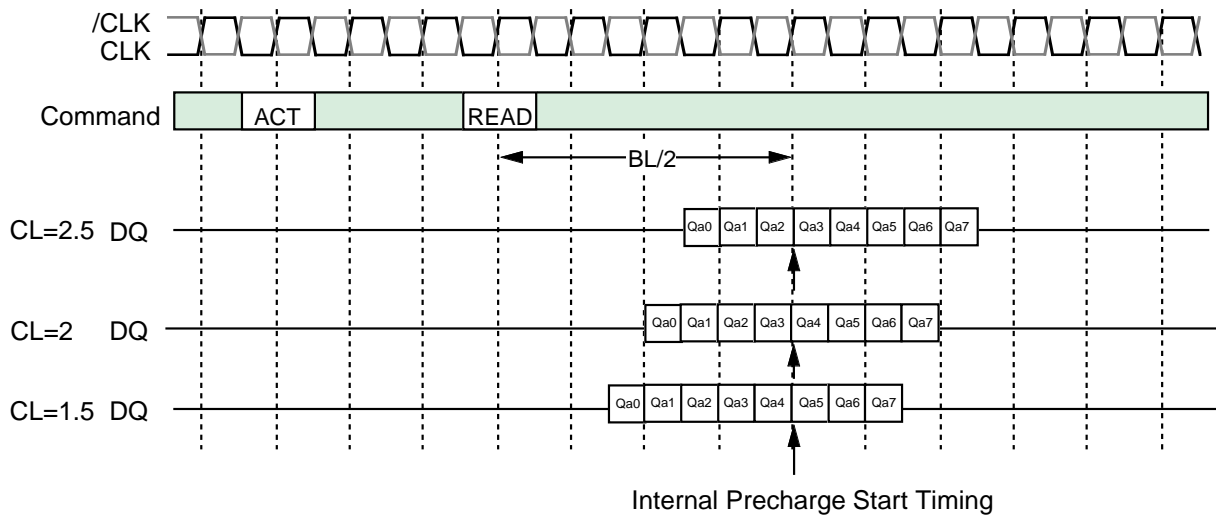 /CLK
CLK
Command
ACT
READ
BL/2
CL=2.5 DQ
Qa0 Qa1 Qa2 Qa3 Qa4 Qa5 Qa6 Qa7
CL=2 DQ
Qa0 Qa1 Qa2 Qa3 Qa4 Qa5 Qa6 Qa7
CL=1.5 DQ
Qa0 Qa1 Qa2 Qa3 Qa4 Qa5 Qa6 Qa7
Internal Precharge Start Timing